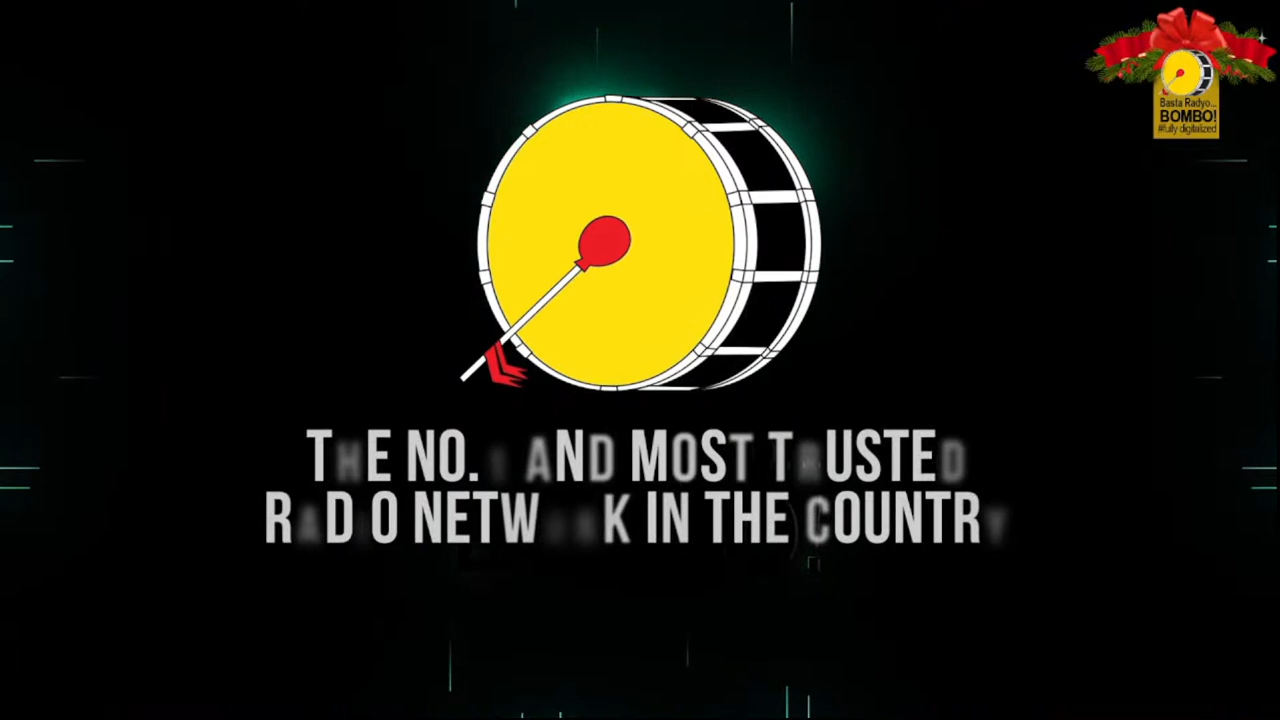 Basta Radyo...
BOMBO!
#fully digitalized
THE NO. 1 AND MOST TRUSTED
RADIO NETWORK IN THE COUNTRY